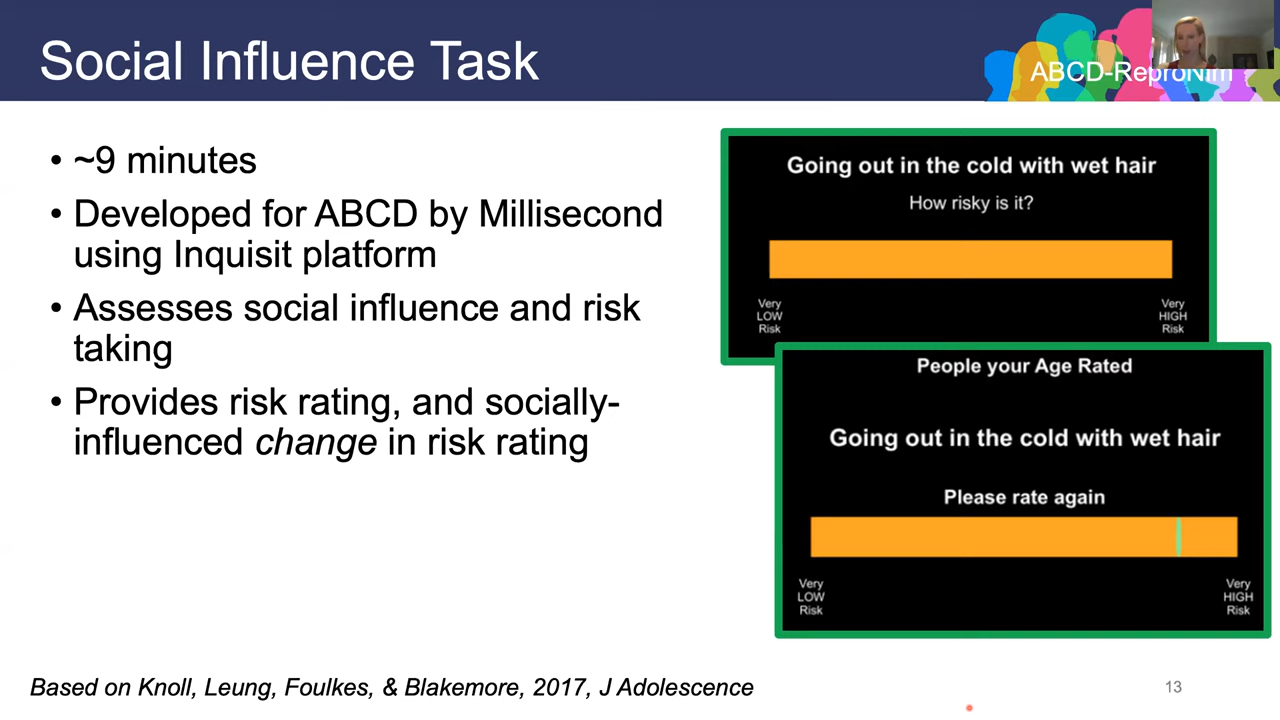 Social Influence Task
ABCD-ReproNim
• ~9 minutes
• Developed for ABCD by Millisecond
using Inquisit platform
• Assesses social influence and risk
taking
• Provides risk rating, and socially-
influenced change in risk rating
Going out in the cold with wet hair
How risky is it?
Very
LOW
Risk
Very
HIGH
Risk
People your Age Rated
Going out in the cold with wet hair
Please rate again
Very
LOW
Risk
Very
HIGH
Risk
Based on Knoll, Leung, Foulkes, & Blakemore, 2017, J Adolescence
13